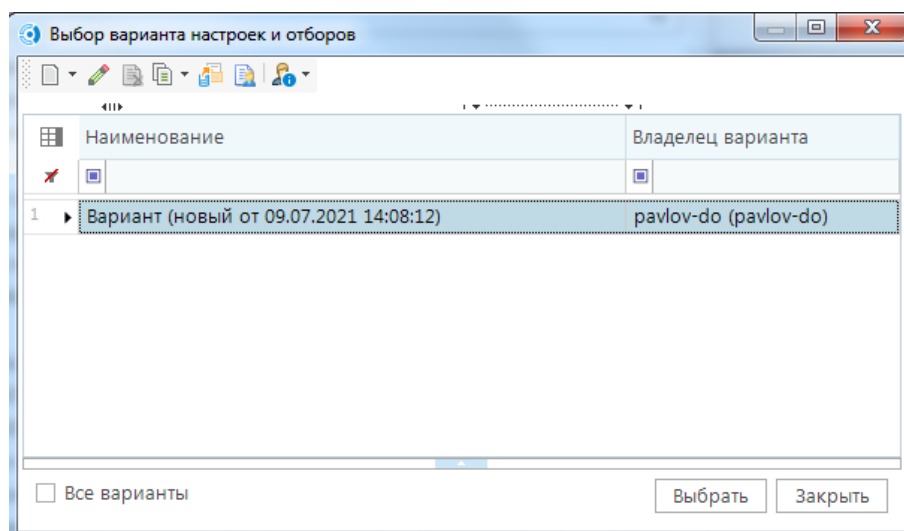 Выбор варианта настроек и отборов
Наименование Владелец варианта
1 Вариант (новый от 09.07.2021 14:08:12) pavlov-do (pavlov-do)
Все варианты Выбрать Закрыть